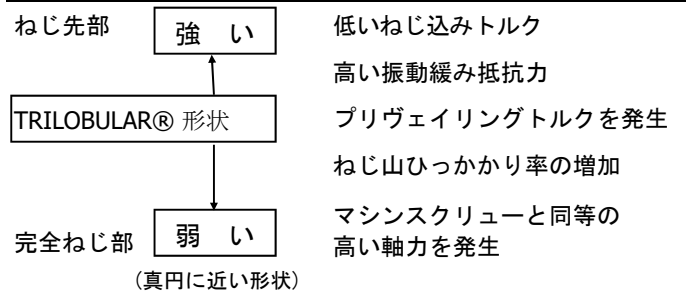 ねじ先部
強 い
TRILOBULAR® 形状
完全ねじ部
弱 い
(真円に近い形状)
低いねじ込みトルク
高い振動緩み抵抗力
プリヴェイリングトルクを発生
ねじ山ひっかかり率の増加
マシンスクリューと同等の
高い軸力を発生